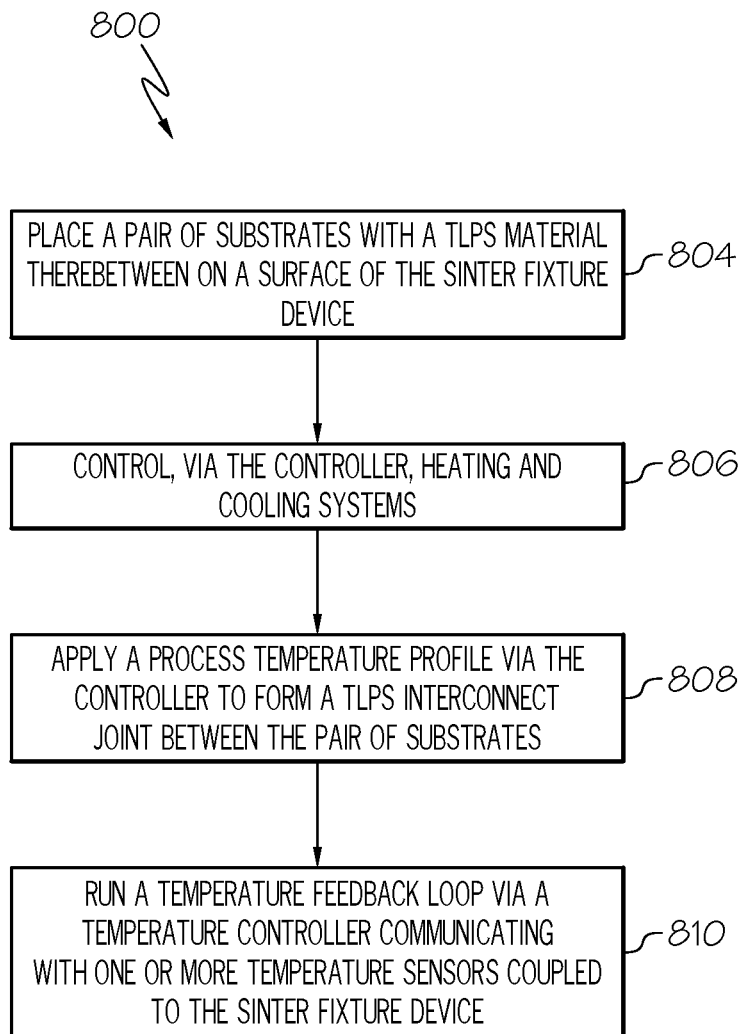 800
PLACE A PAIR OF SUBSTRATES WITH A TLPS MATERIAL
THEREBETWEEN ON A SURFACE OF THE SINTER FIXTURE
DEVICE
804
CONTROL, VIA THE CONTROLLER, HEATING AND
COOLING SYSTEMS
806
APPLY A PROCESS TEMPERATURE PROFILE VIA THE
CONTROLLER TO FORM A TLPS INTERCONNECT
JOINT BETWEEN THE PAIR OF SUBSTRATES
808
RUN A TEMPERATURE FEEDBACK LOOP VIA A
TEMPERATURE CONTROLLER COMMUNICATING
WITH ONE OR MORE TEMPERATURE SENSORS COUPLED
TO THE SINTER FIXTURE DEVICE
810